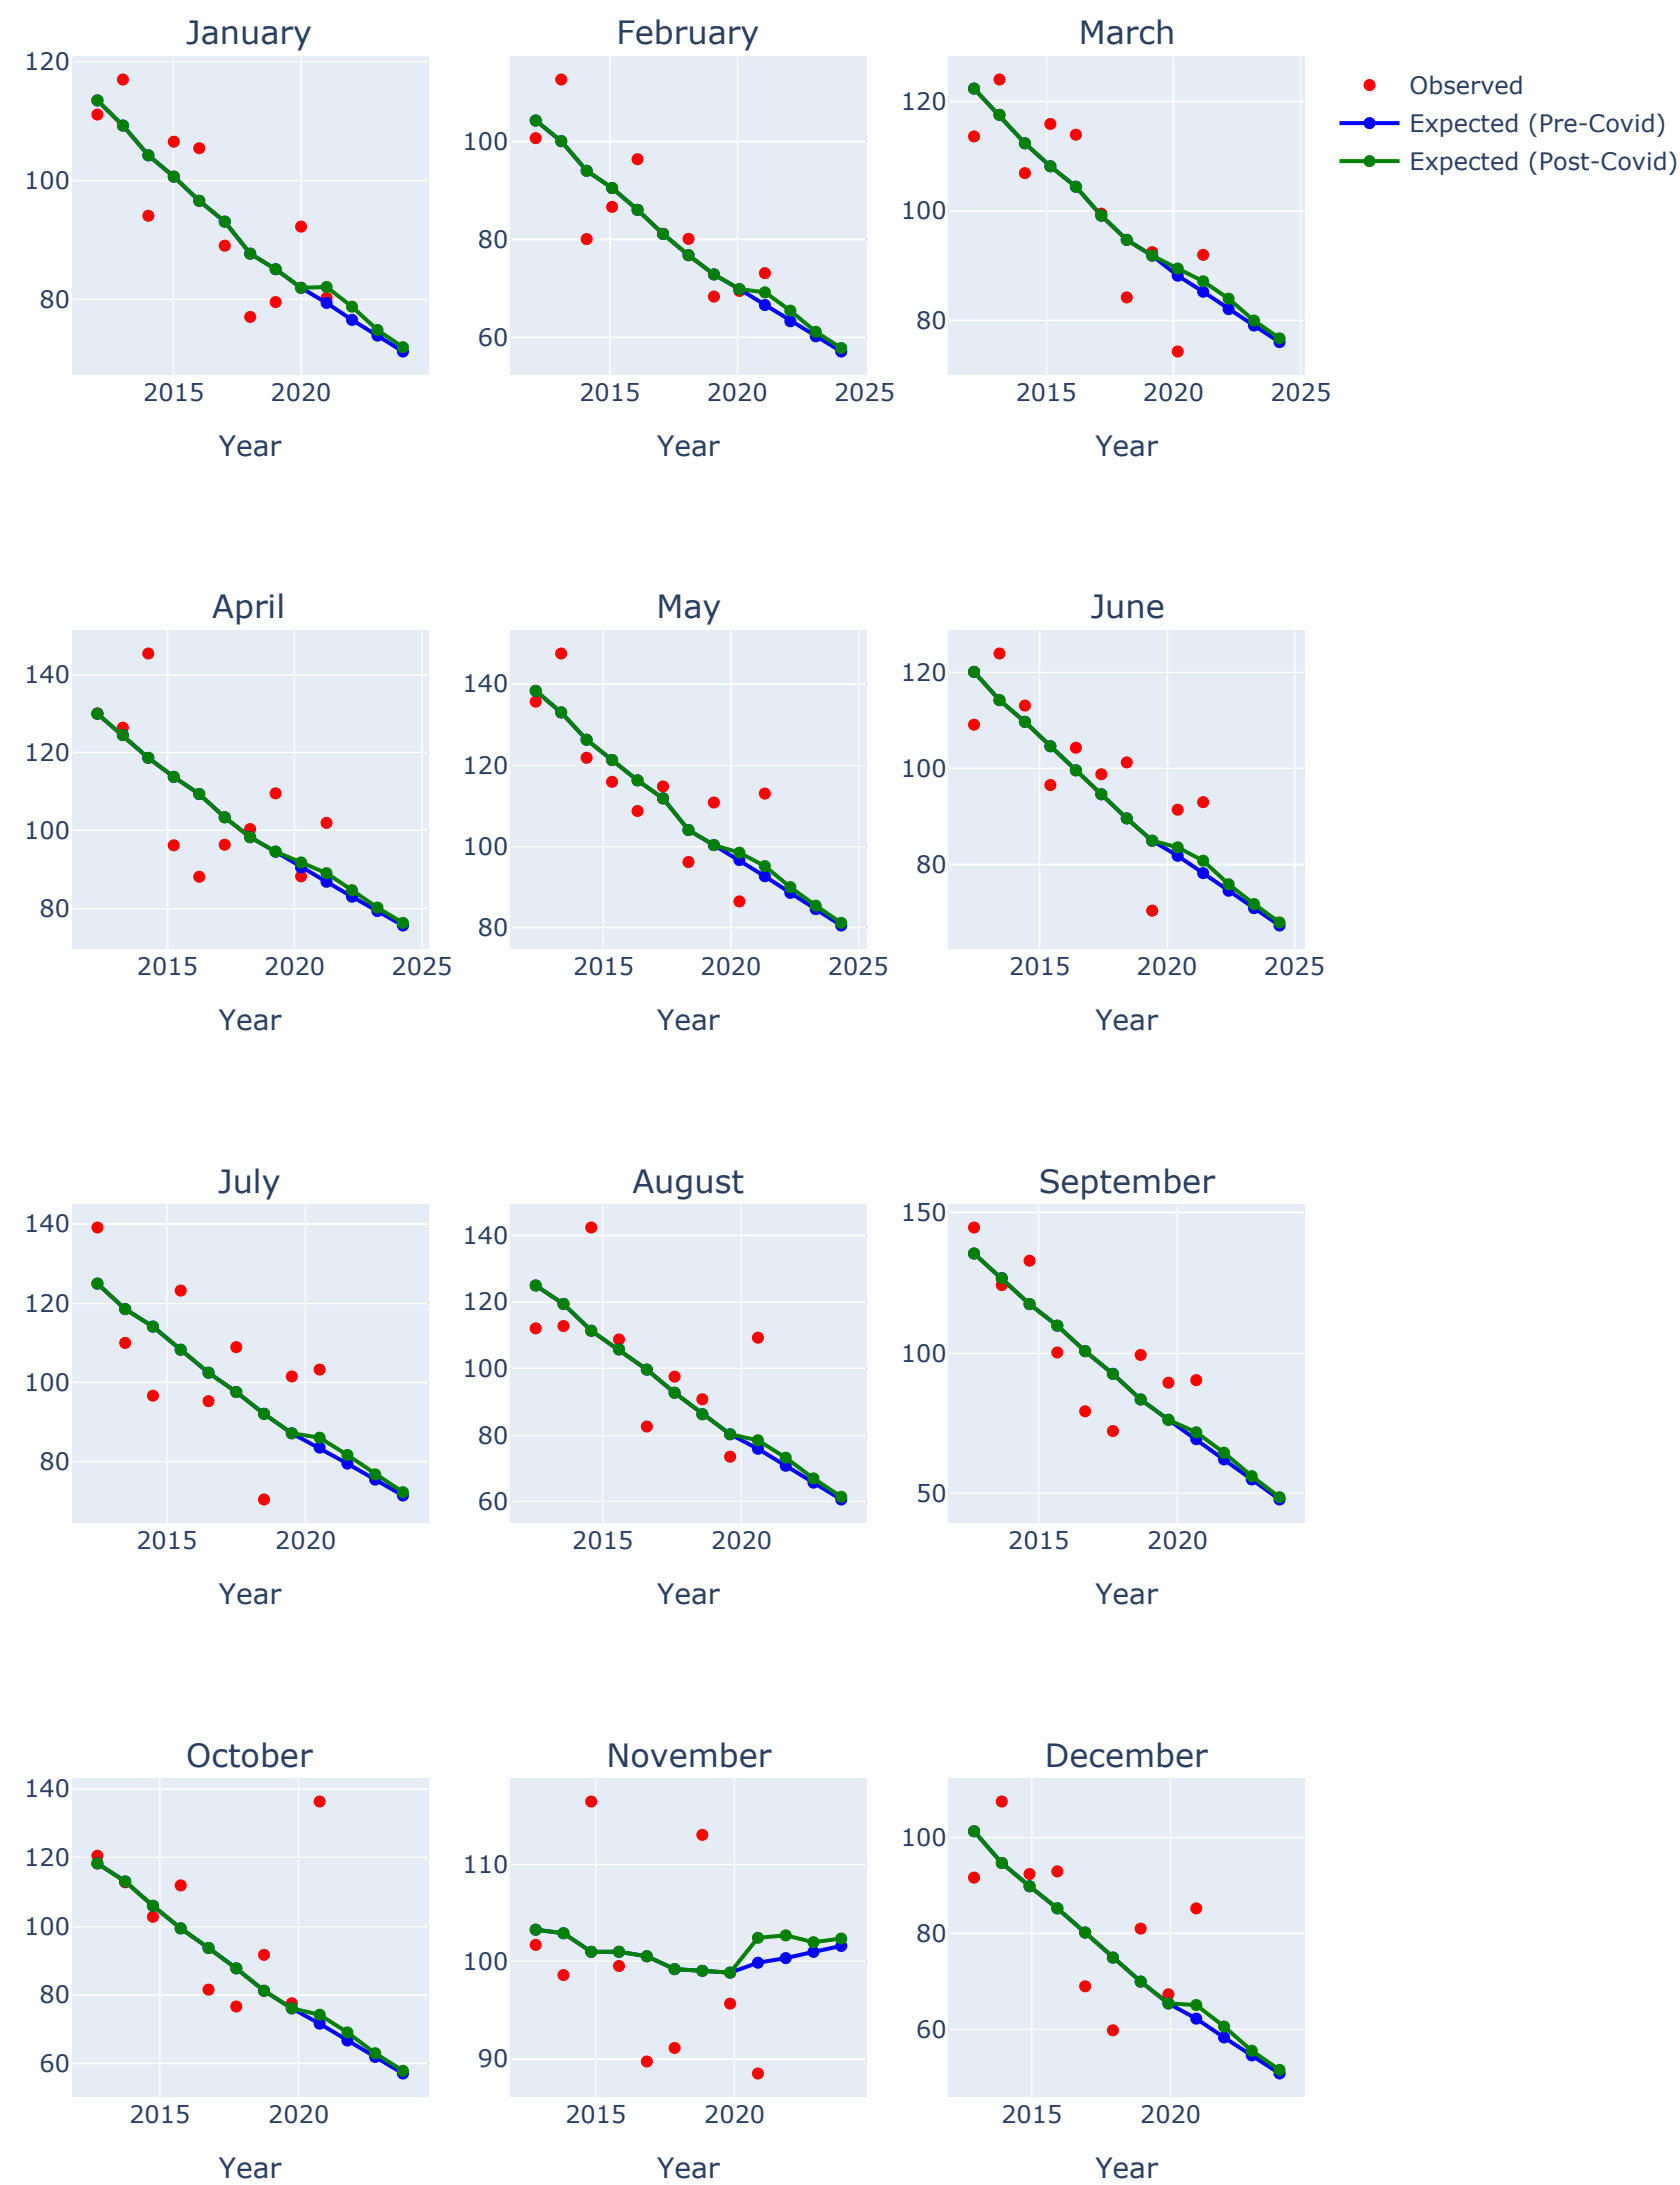 January
February
March
Observed
Expected (Pre-Covid)
Expected (Post-Covid)
120
100
80
2015
2020
Year
100
80
60
2015
2020
2025
Year
120
100
80
2015
2020
2025
Year
April
May
June
140
120
100
80
2015
2020
2025
Year
140
120
100
80
2015
2020
2025
Year
120
100
80
2015
2020
2025
Year
July
August
September
140
120
100
80
2015
2020
Year
140
120
100
80
60
2015
2020
Year
150
100
50
2015
2020
Year
October
November
December
140
120
100
80
60
2015
2020
Year
110
100
90
2015
2020
Year
100
80
60
2015
2020
Year